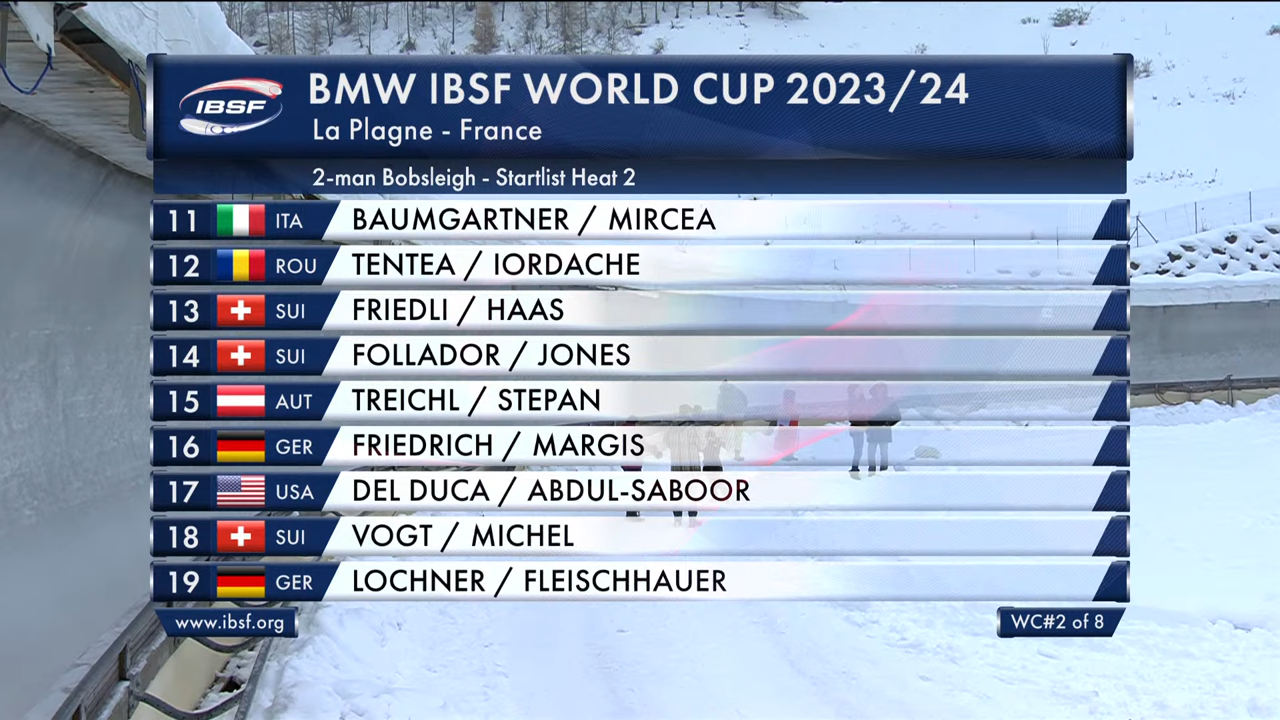 IBSF
BMW IBSF WORLD CUP 2023/24
La Plagne - France
2-man Bobsleigh - Startlist Heat 2
11 ITA BAUMGARTNER / MIRCEA
12 ROU TENTEA / IORDACHE
13 SUI FRIEDLI / HAAS
14 SUI FOLLADOR / JONES
15 AUT TREICHL / STEPAN
16 GER FRIEDRICH / MARGIS
17 USA DEL DUCA / ABDUL-SABOOR
18 SUI VOGT / MICHEL
19 GER LOCHNER / FLEISCHHAUER
www.ibsf.org
WC#2 of 8